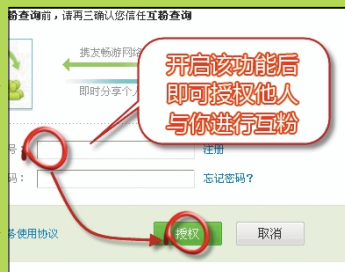 互粉查询前，请再三确认您信任互粉查询
携友畅游网络
即时分享个人
开启该功能后
即可授权他人
与你进行互粉
号：
注册
码：
忘记密码？
务使用协议
授权
取消